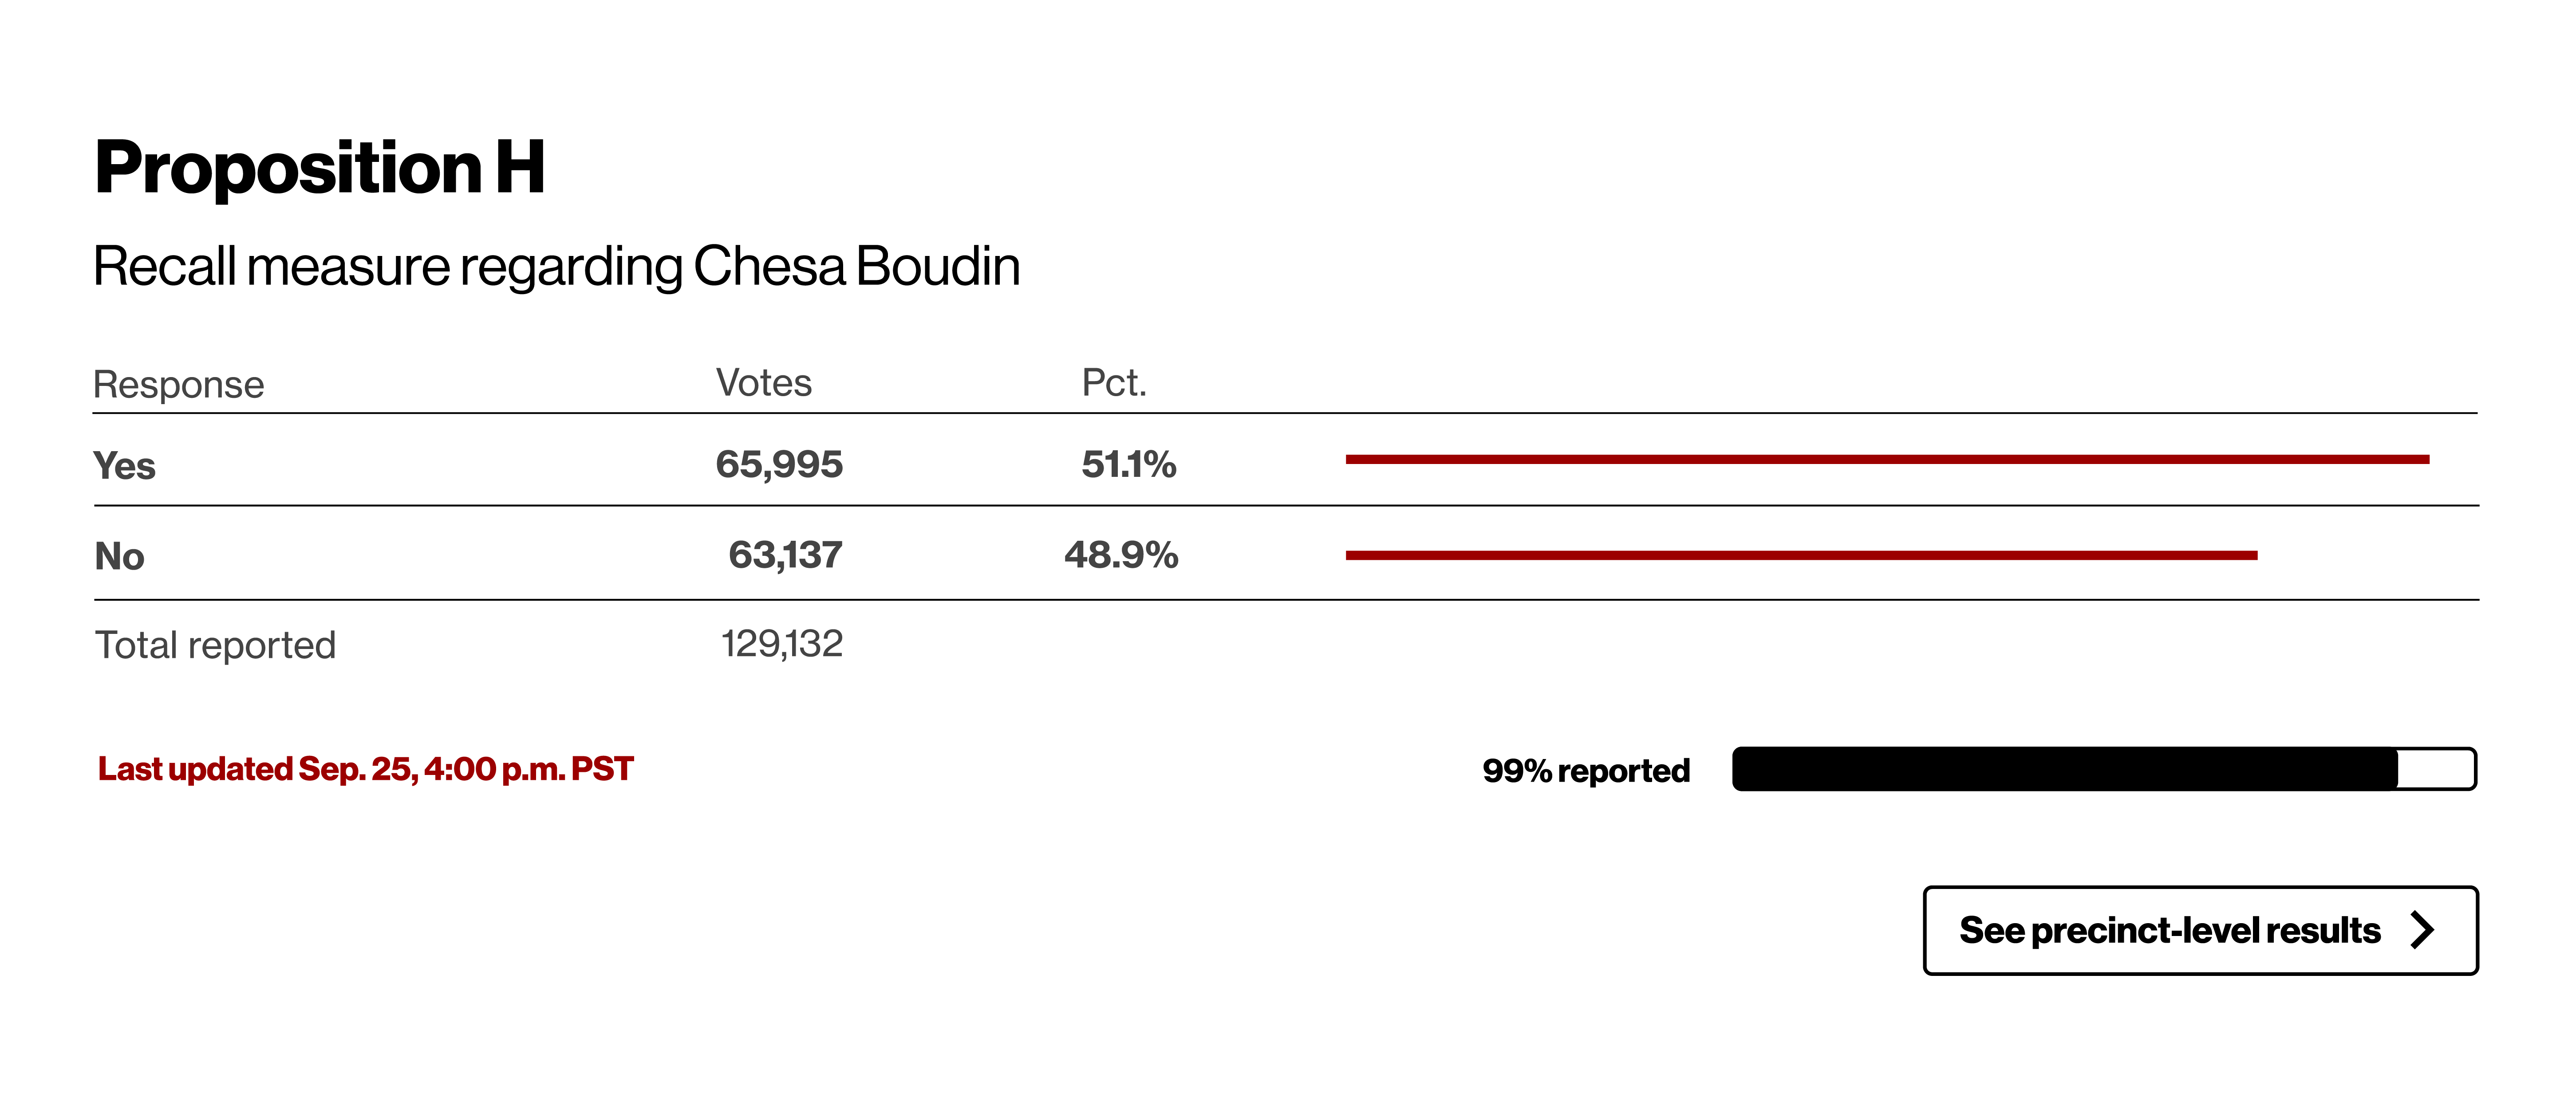 Proposition H
Recall measure regarding Chesa Boudin
Response Votes Pct.
Yes 65,995 51.1%
No 63,137 48.9%
Total reported 129,132
Last updated Sep. 25, 4:00 p.m. PST 99% reported
See precinct-level results